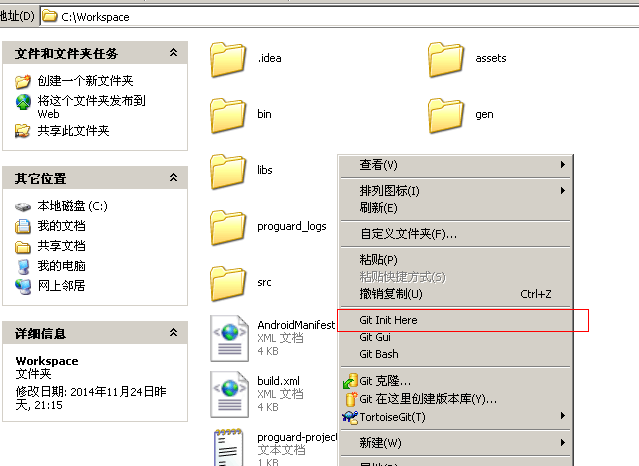 地址(D) C:\Workspace
文件和文件夹任务
创建一个新文件夹
将这个文件夹发布到
Web
共享此文件夹
其它位置
本地磁盘 (C:)
我的文档
共享文档
我的电脑
网上邻居
详细信息
Workspace
文件夹
修改日期: 2014年11月24日昨
天, 21:15
.idea
assets
bin
gen
libs
proguard_logs
src
AndroidManifest
XML 文档
4 KB
build.xml
XML 文档
4 KB
proguard-project
文本文档
1 KB
查看(V)
排列图标(I)
刷新(E)
自定义文件夹(F)...
粘贴(P)
粘贴快捷方式(S)
撤销复制(U) Ctrl+Z
Git Init Here
Git Gui
Git Bash
Git 克隆...
Git 在这里创建版本库(Y)...
TortoiseGit(T)
新建(W)